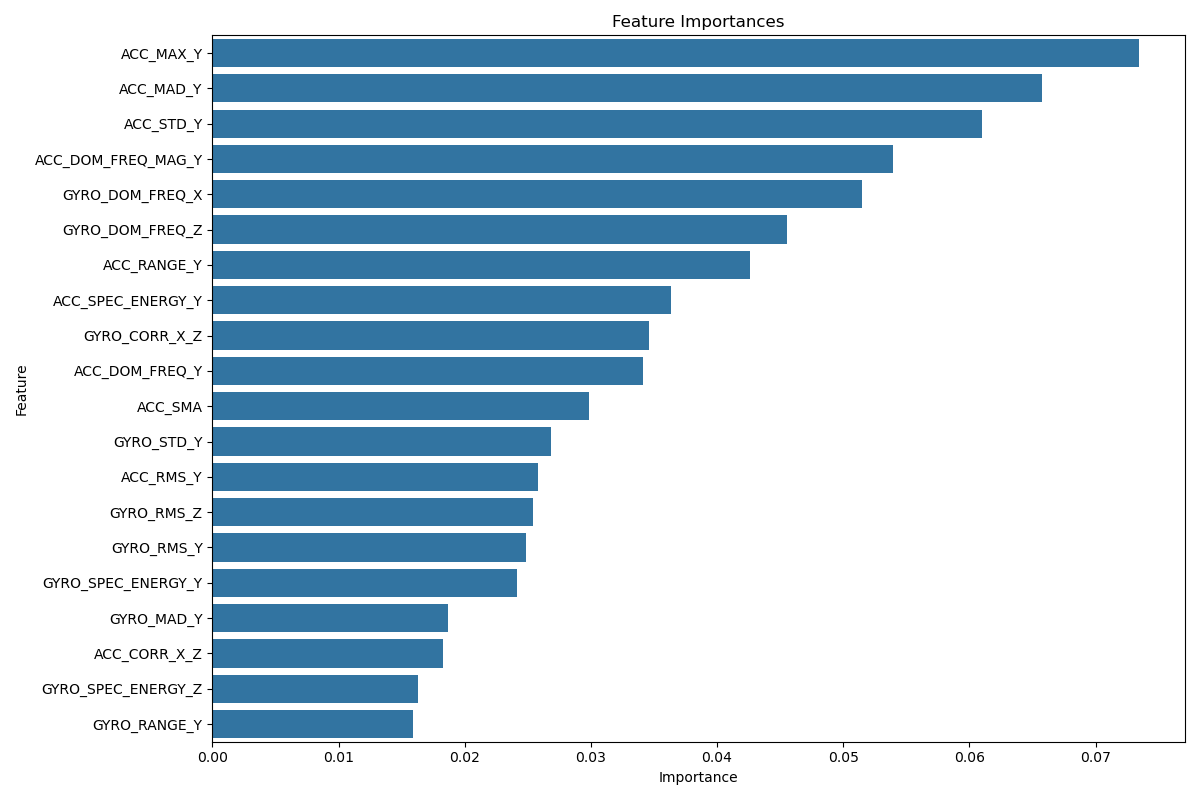 Feature Importances
ACC_MAX_Y
ACC_MAD_Y
ACC_STD_Y
ACC_DOM_FREQ_MAG_Y
GYRO_DOM_FREQ_X
GYRO_DOM_FREQ_Z
ACC_RANGE_Y
ACC_SPEC_ENERGY_Y
GYRO_CORR_X_Z
ACC_DOM_FREQ_Y
ACC_SMA
GYRO_STD_Y
ACC_RMS_Y
GYRO_RMS_Z
GYRO_RMS_Y
GYRO_SPEC_ENERGY_Y
GYRO_MAD_Y
ACC_CORR_X_Z
GYRO_SPEC_ENERGY_Z
GYRO_RANGE_Y
Feature
0.00 0.01 0.02 0.03 0.04 0.05 0.06 0.07
Importance